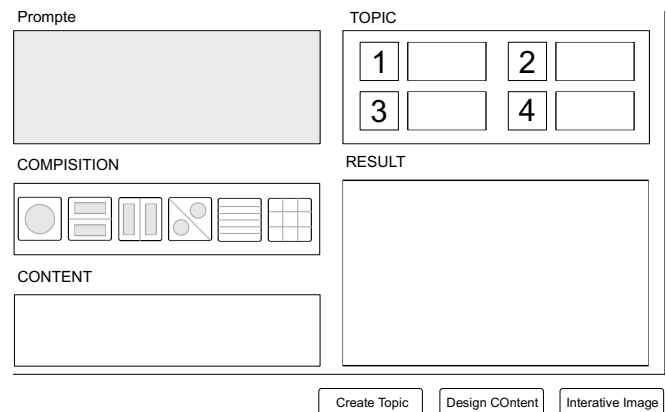 Prompte
TOPIC
1
2
3
4
COMPISITION
RESULT
CONTENT
Create Topic
Design COntent
Interative Image